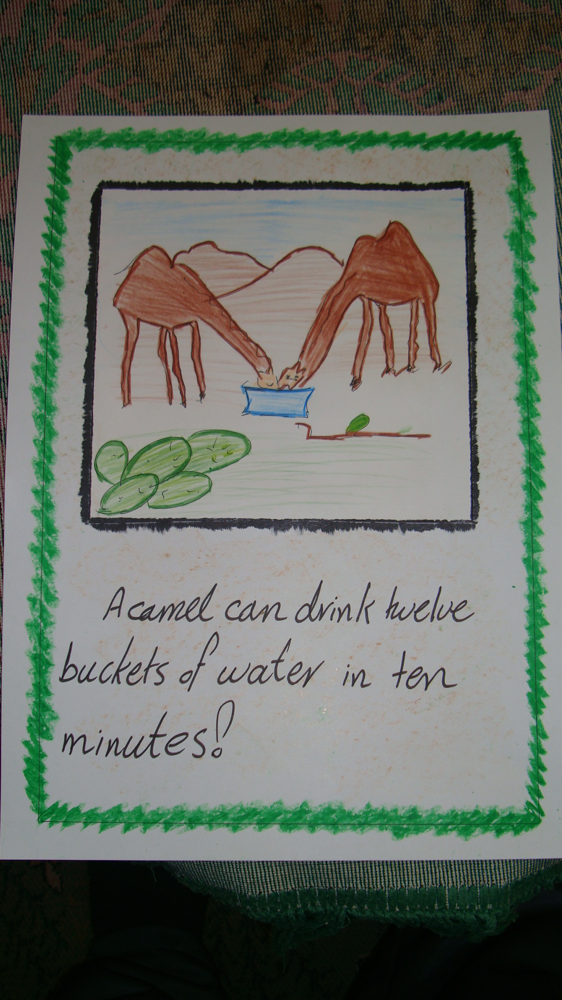 A camel can drink twelve
buckets of water in ten
minutes!